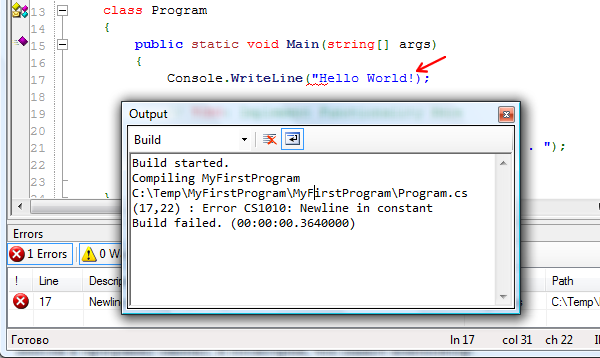 13 class Program
14 {
15 public static void Main(string[] args)
16 {
17 Console.WriteLine("Hello World!);
18
19
20
21 . ");
22
23
24 }
Output
Build
Build started.
Compiling MyFirstProgram
C:\Temp\MyFirstProgram\MyFirstProgram\Program.cs
(17,22) : Error CS1010: Newline in constant
Build failed. (00:00:00.3640000)
Errors
1 Errors 0 W
! Line Descrip Path
17 Newlin C:\Temp\
Готово ln 17 col 31 ch 22